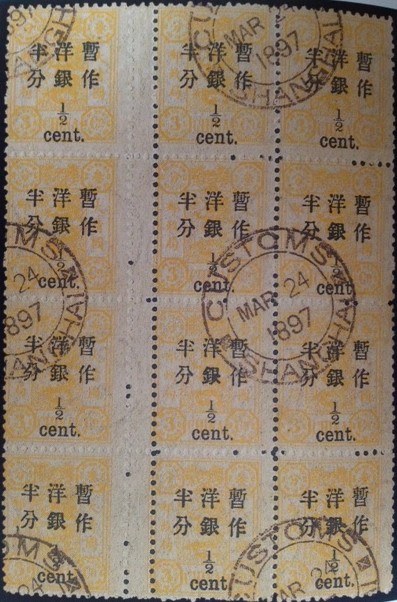 暫作
洋銀
半分
1/2
cent.
暫作
洋銀
半分
1/2
cent.
暫作
洋銀
半分
1/2
cent.
暫作
洋銀
半分
1/2
cent.
暫作
洋銀
半分
1/2
cent.
暫作
洋銀
半分
1/2
cent.
暫作
洋銀
半分
1/2
cent.
暫作
洋銀
半分
1/2
cent.
暫作
洋銀
半分
1/2
cent.
暫作
洋銀
半分
1/2
cent.
暫作
洋銀
半分
1/2
cent.
暫作
洋銀
半分
1/2
cent.
MAR
1897
SHANGHAI
CUSTOMS
24
1897
CUSTOMS
MAR 24
1897
SHANGHAI
CUSTOMS
MAR